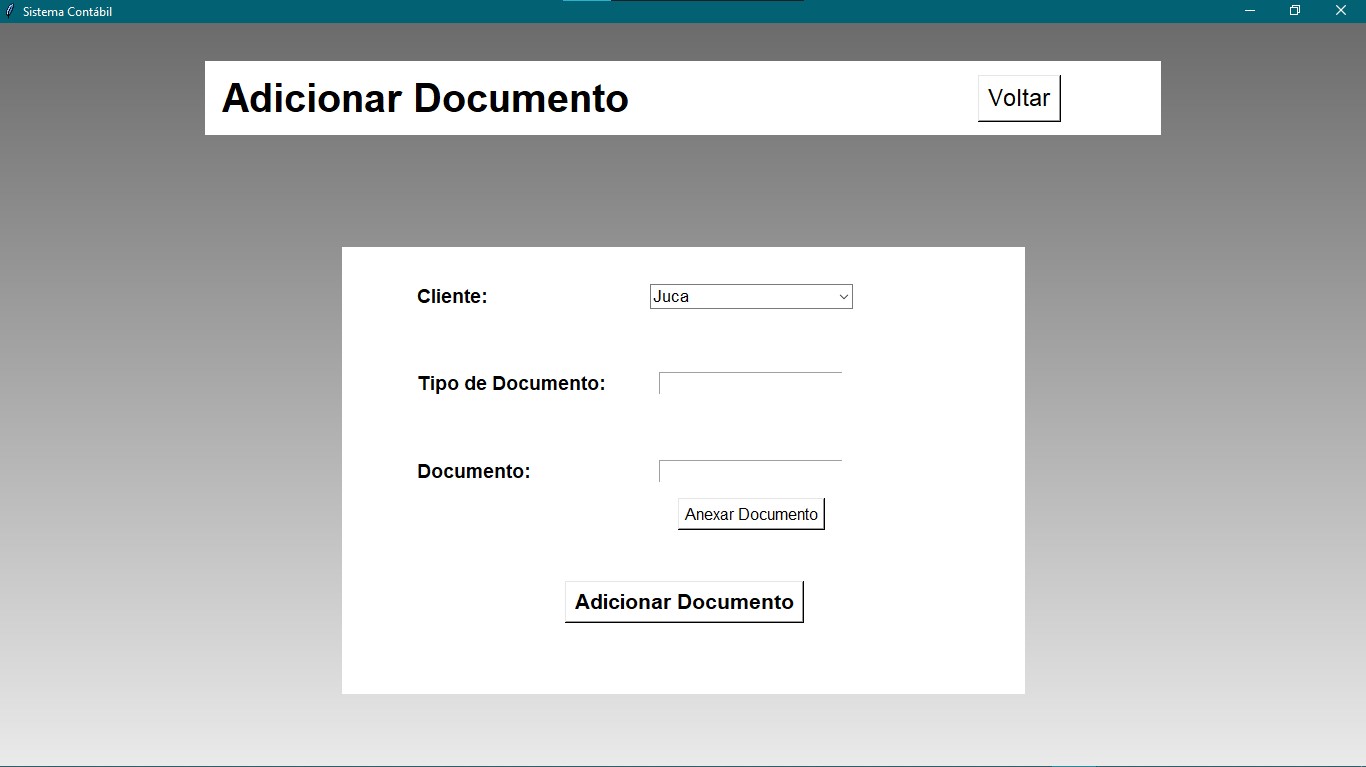 Sistema Contábil
Adicionar Documento
Voltar
Cliente:
Juca
Tipo de Documento:
Documento:
Anexar Documento
Adicionar Documento